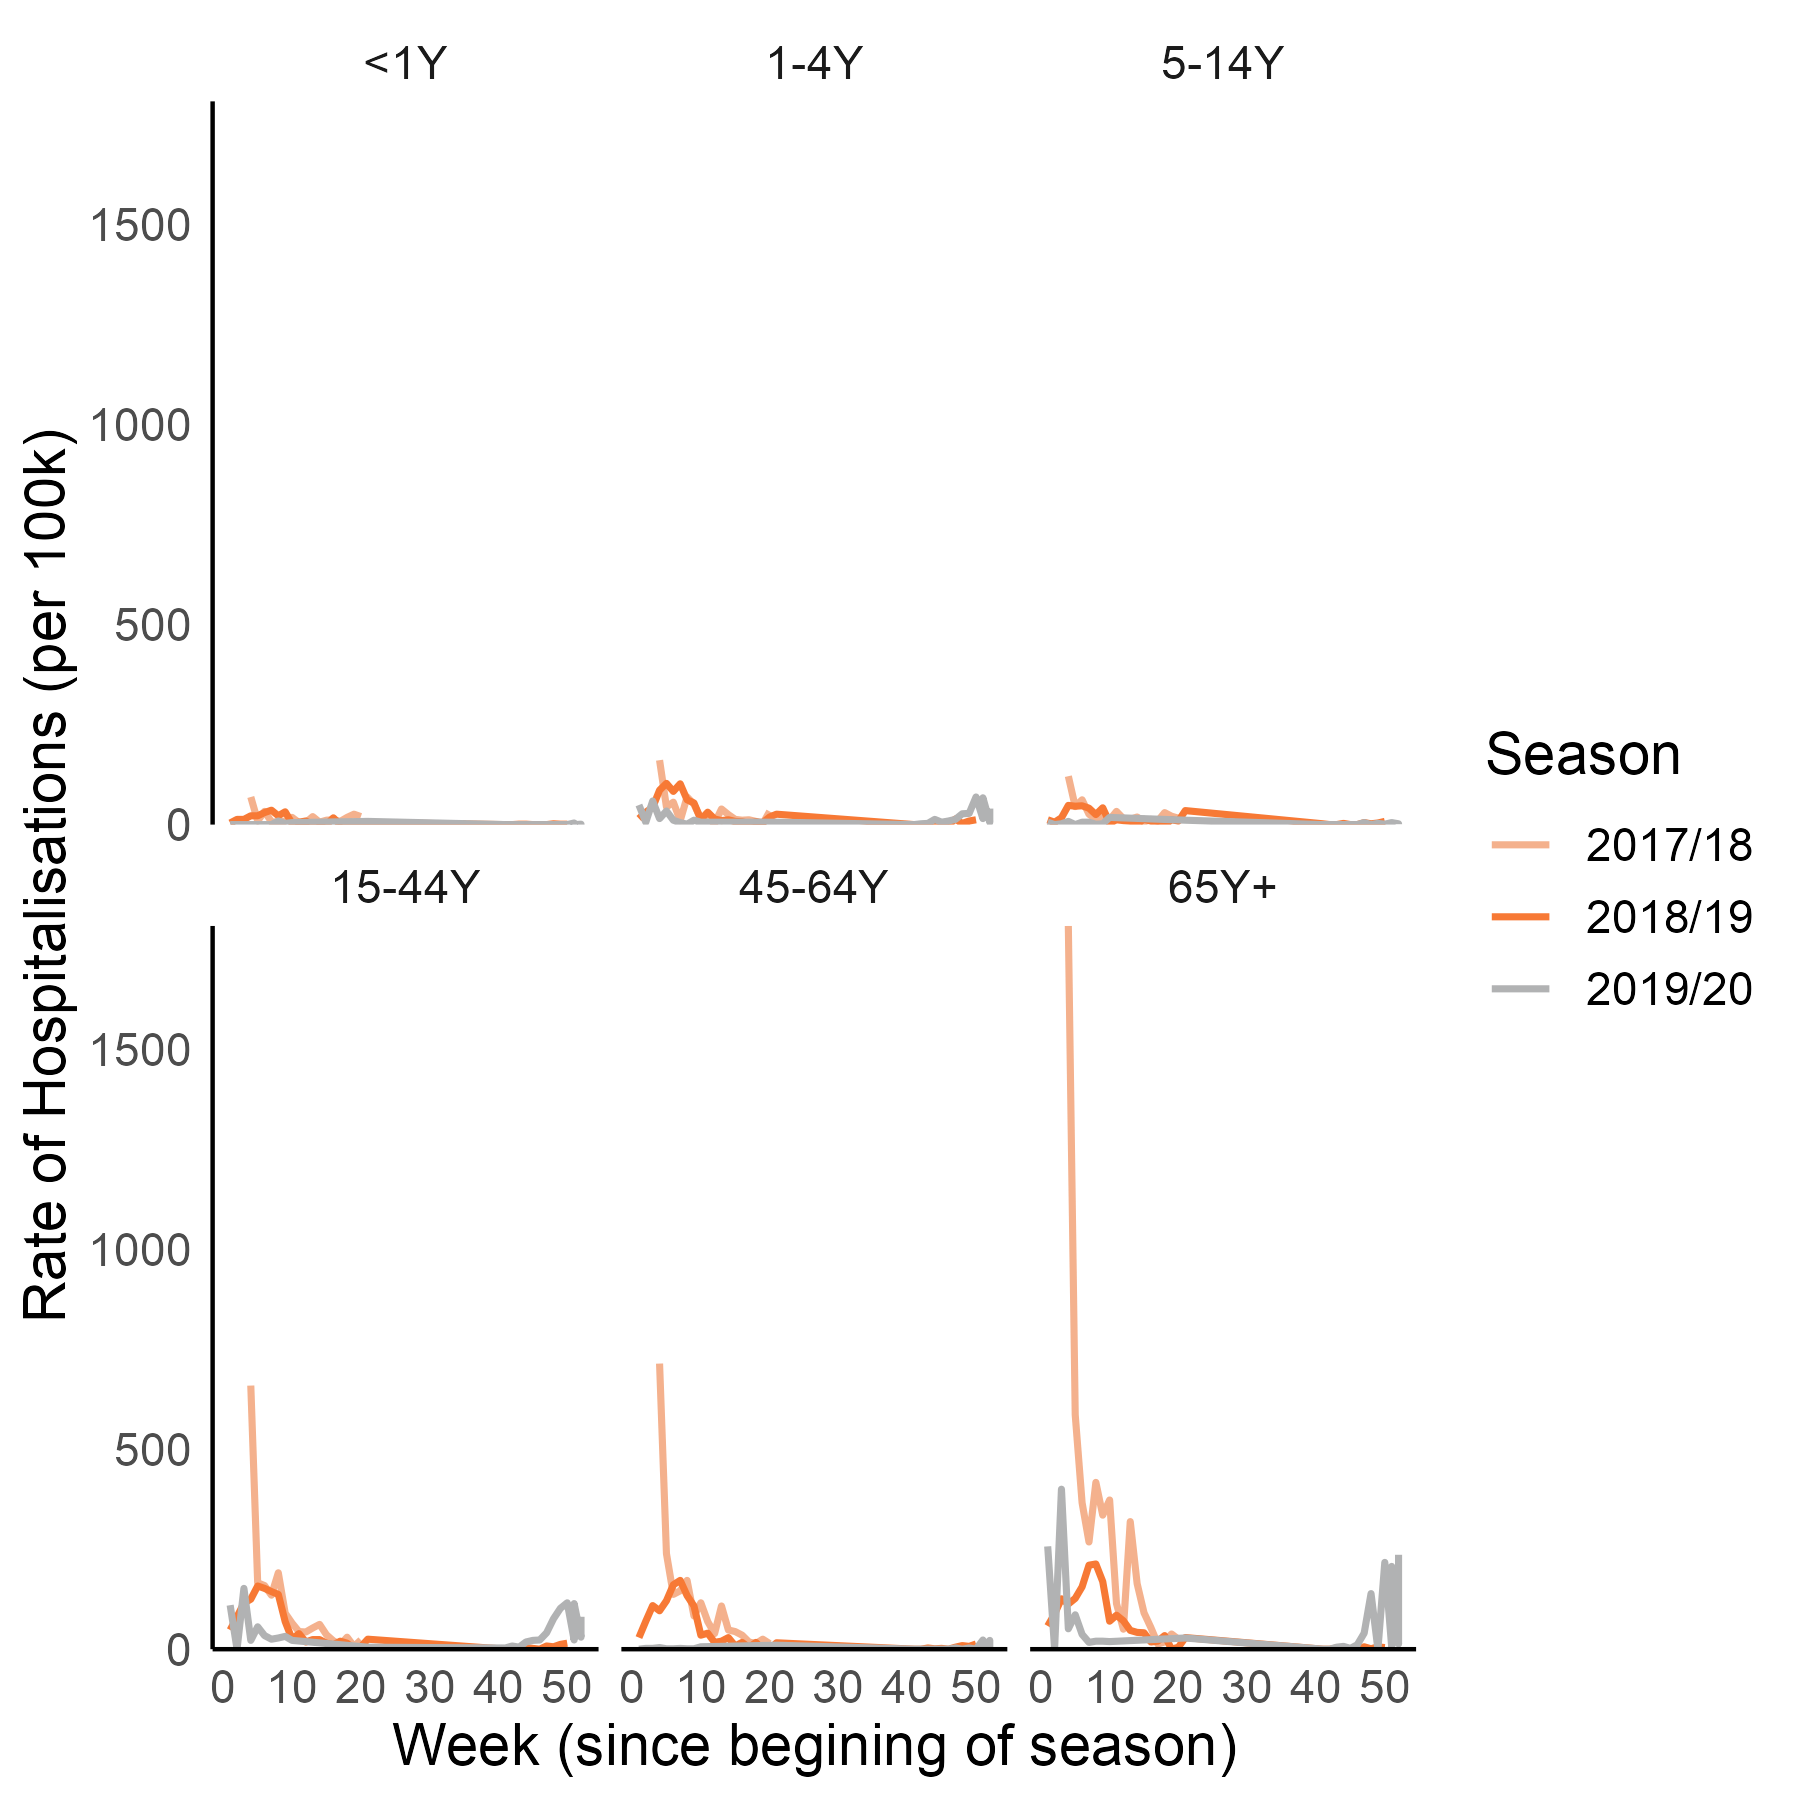 <1Y 1-4Y 5-14Y
1500
1000
500
0
15-44Y 45-64Y 65Y+
1500
1000
500
0
0 10 20 30 40 50 0 10 20 30 40 50 0 10 20 30 40 50
Week (since begining of season)
Rate of Hospitalisations (per 100k)
Season
2017/18
2018/19
2019/20